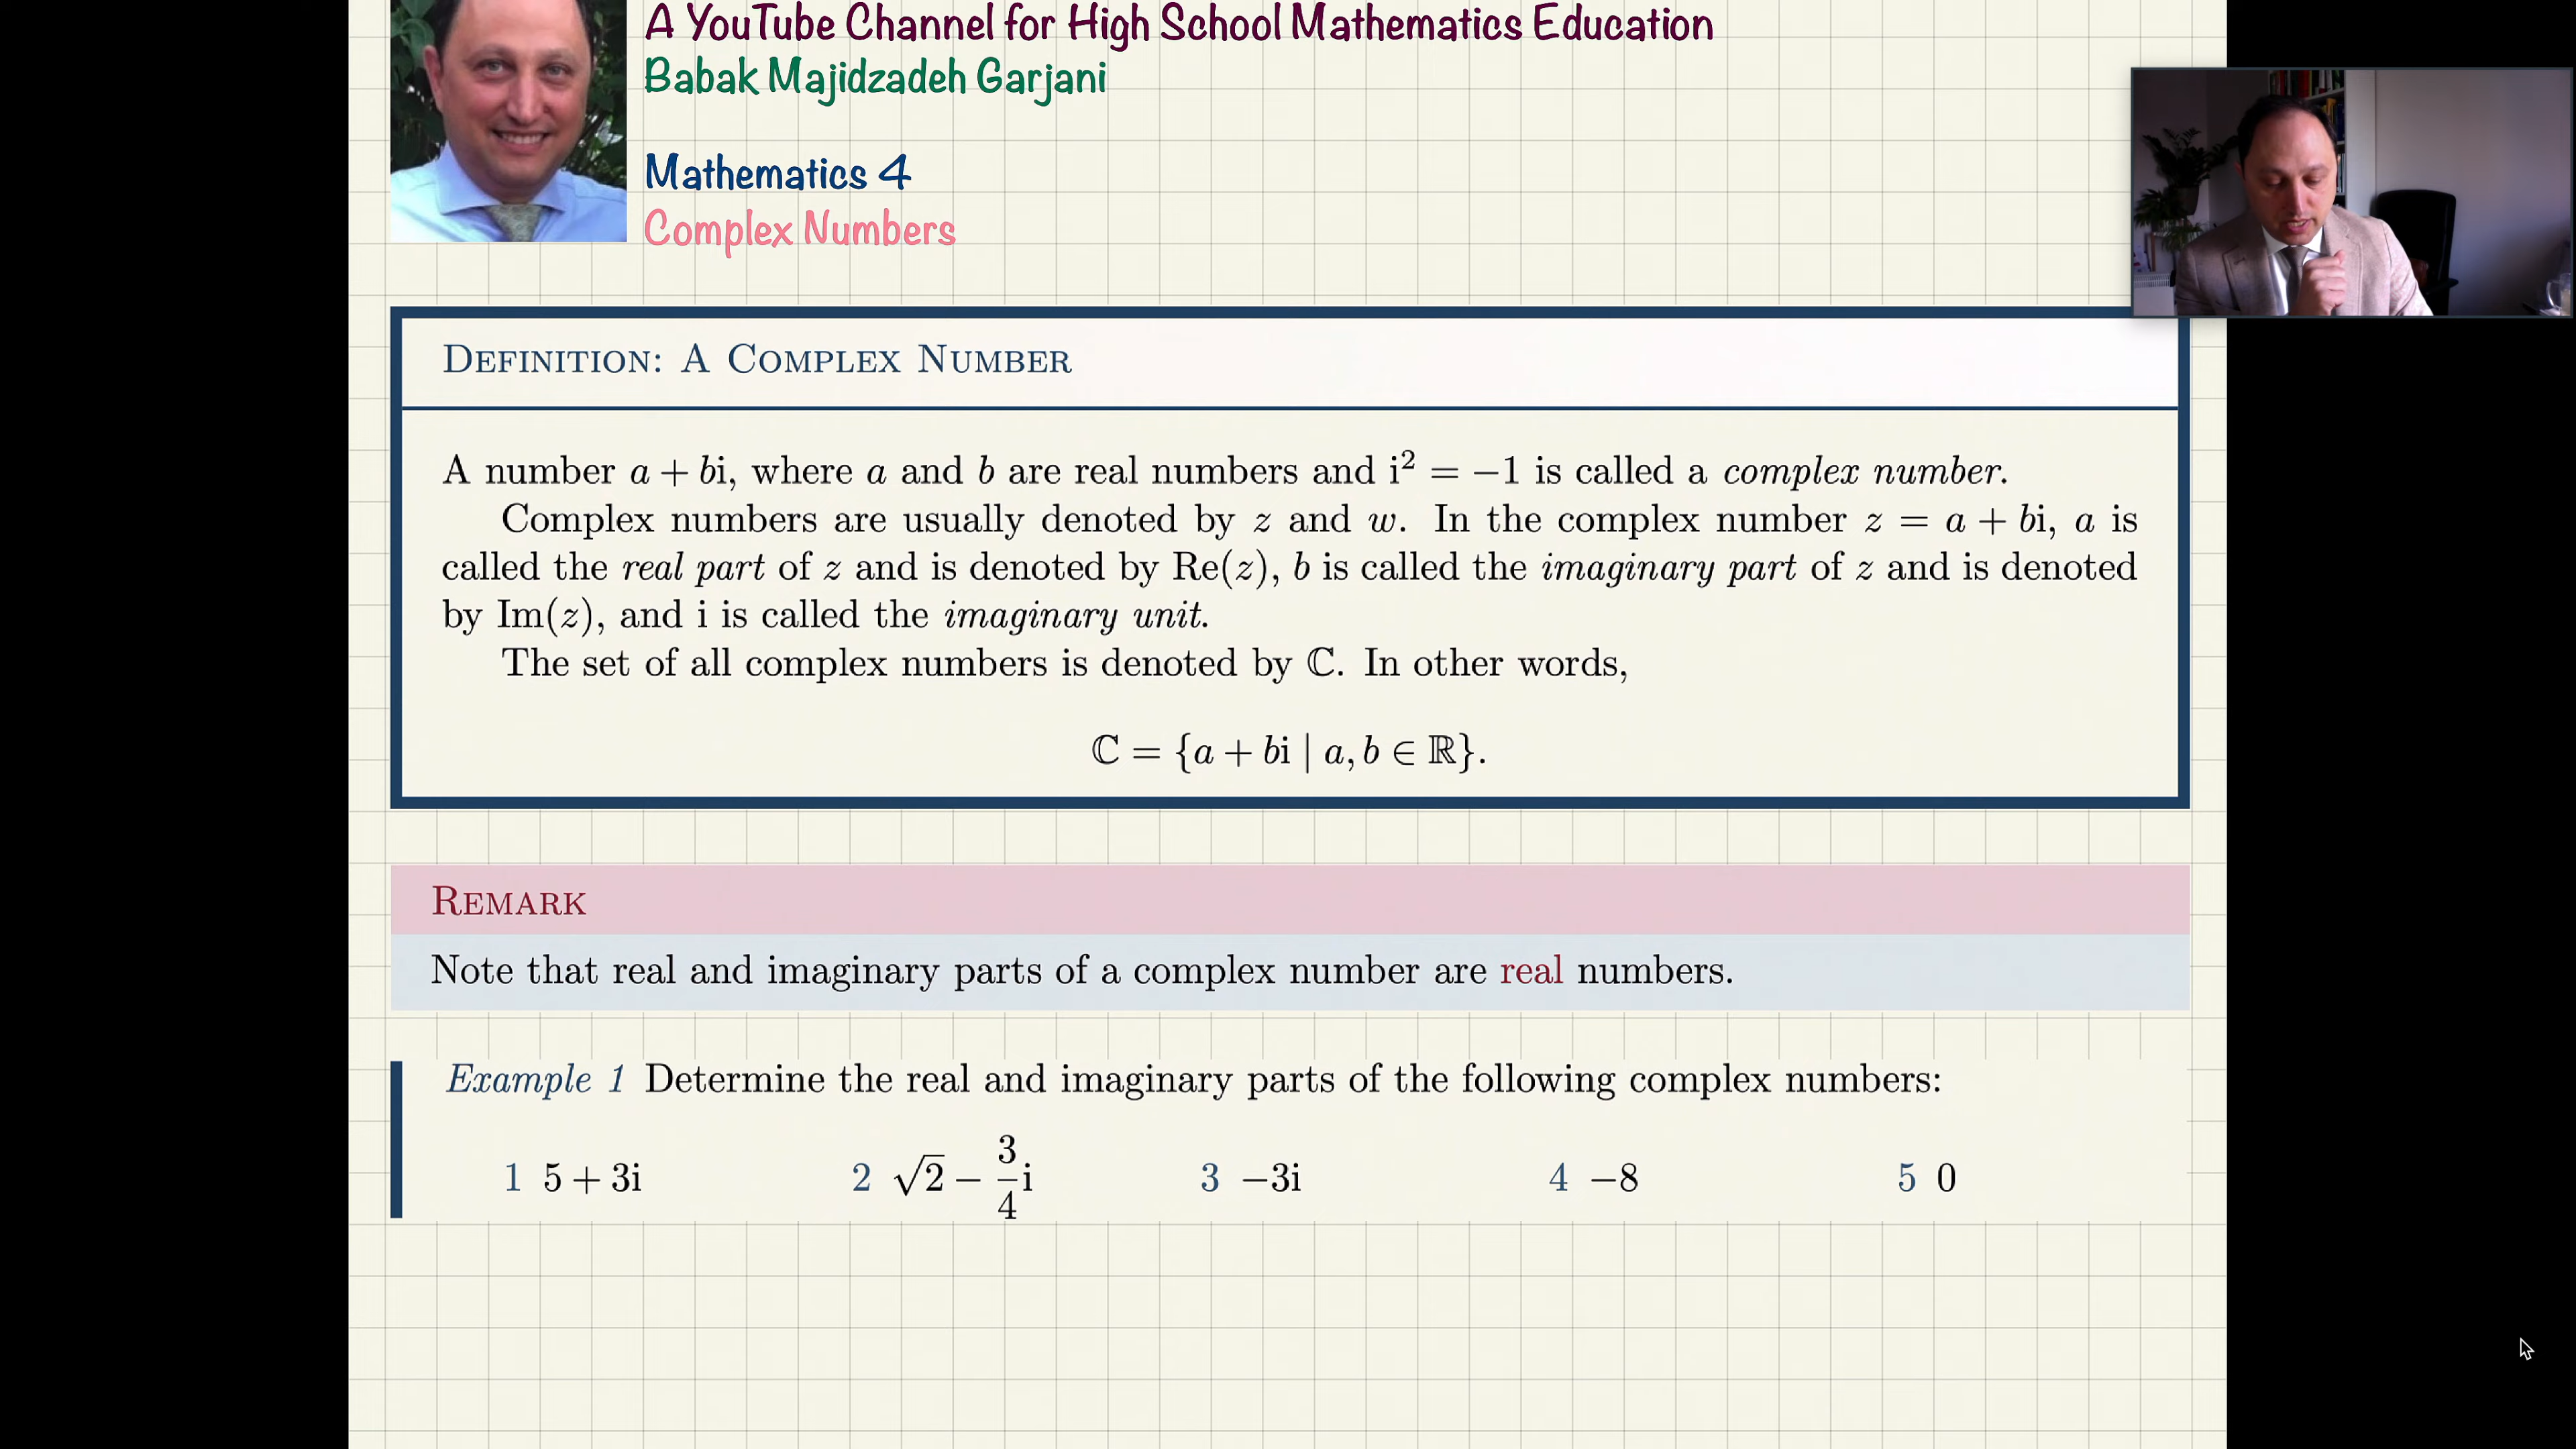 A YouTube Channel for High School Mathematics Education
Babak Majidzadeh Garjani
Mathematics 4
Complex Numbers
Definition: A Complex Number
A number a + bi, where a and b are real numbers and i² = −1 is called a complex number.
Complex numbers are usually denoted by z and w. In the complex number z = a + bi, a is
called the real part of z and is denoted by Re(z), b is called the imaginary part of z and is denoted
by Im(z), and i is called the imaginary unit.
The set of all complex numbers is denoted by ℂ. In other words,
ℂ = {a + bi | a, b ∈ ℝ}.
Remark
Note that real and imaginary parts of a complex number are real numbers.
Example 1 Determine the real and imaginary parts of the following complex numbers:
1 5 + 3i 2 √2 − 3/4 i 3 −3i 4 −8 5 0